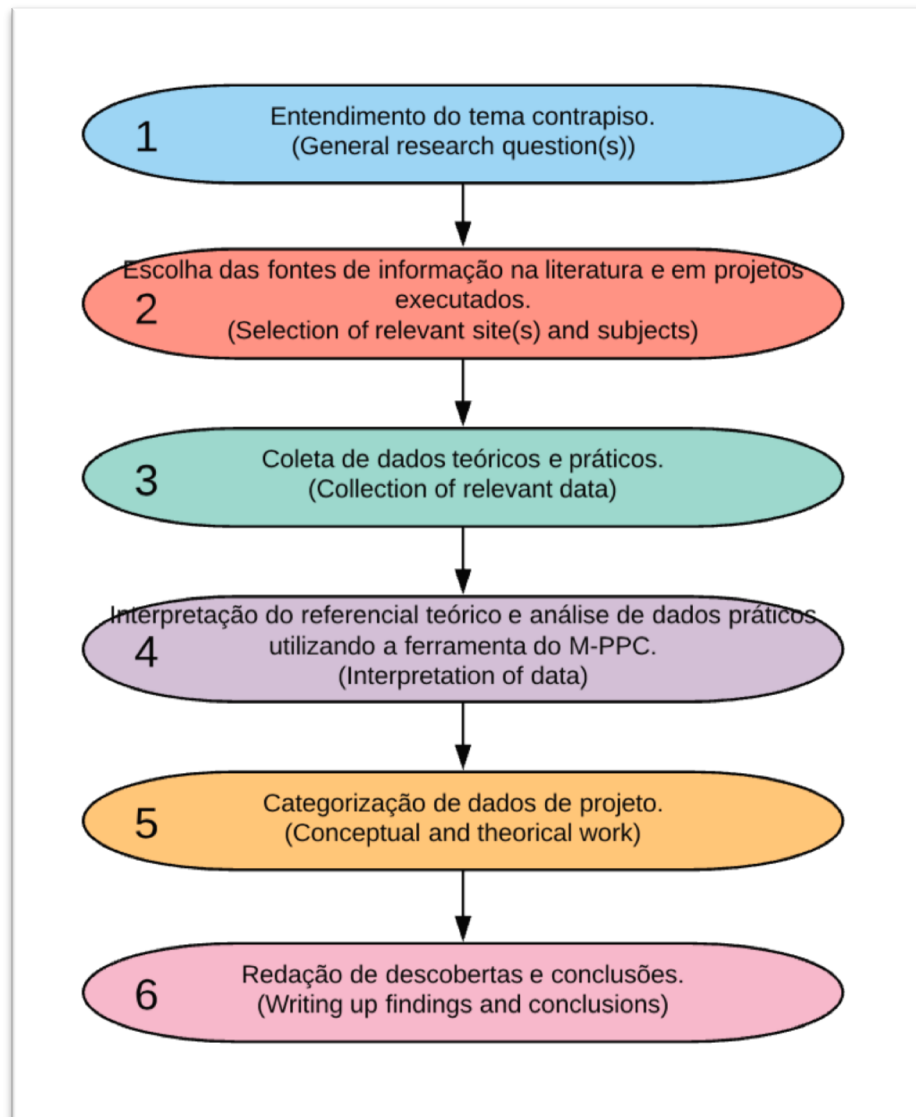 1
Entendimento do tema contrapiso.
(General research question(s))
2
Escolha das fontes de informação na literatura e em projetos
executados.
(Selection of relevant site(s) and subjects)
3
Coleta de dados teóricos e práticos.
(Collection of relevant data)
4
Interpretação do referencial teórico e análise de dados práticos
utilizando a ferramenta do M-PPC.
(Interpretation of data)
5
Categorização de dados de projeto.
(Conceptual and theorical work)
6
Redação de descobertas e conclusões.
(Writing up findings and conclusions)